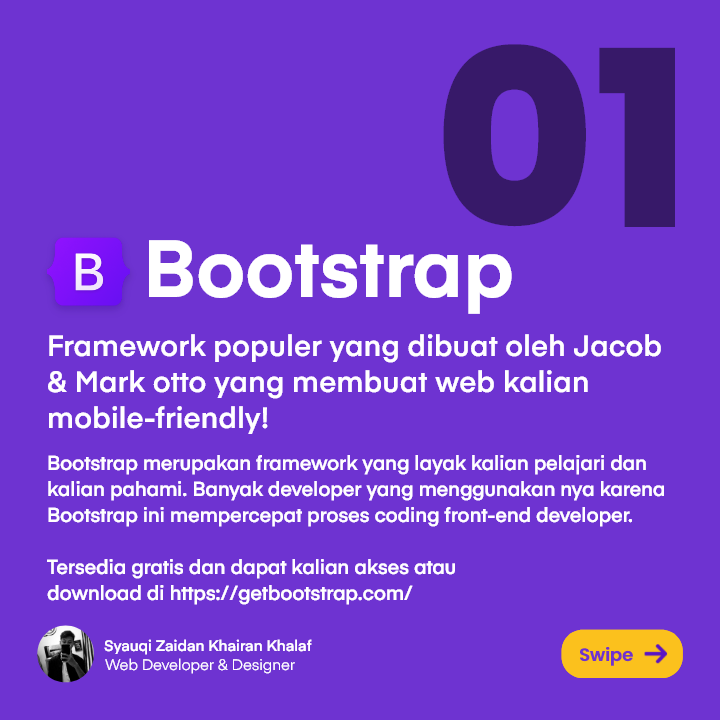 01
B Bootstrap
Framework populer yang dibuat oleh Jacob
& Mark otto yang membuat web kalian
mobile-friendly!
Bootstrap merupakan framework yang layak kalian pelajari dan
kalian pahami. Banyak developer yang menggunakan nya karena
Bootstrap ini mempercepat proses coding front-end developer.
Tersedia gratis dan dapat kalian akses atau
download di https://getbootstrap.com/
Syauqi Zaidan Khairan Khalaf
Web Developer & Designer
Swipe